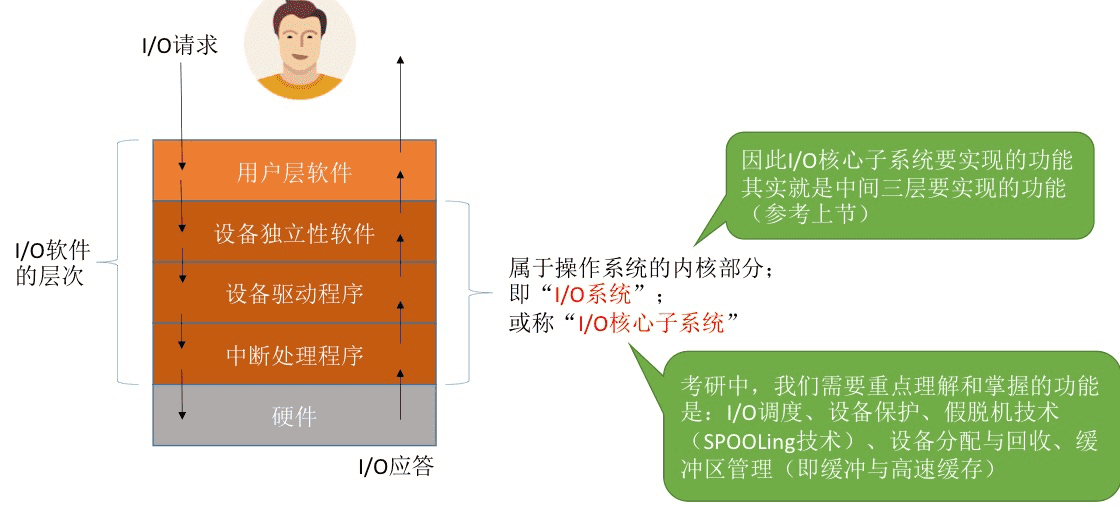 I/O请求
用户层软件
设备独立性软件
设备驱动程序
中断处理程序
硬件
I/O软件
的层次
I/O应答
属于操作系统的内核部分；
即“I/O系统”；
或称“I/O核心子系统”
因此I/O核心子系统要实现的功能
其实就是中间三层要实现的功能
（参考上节）
考研中，我们需要重点理解和掌握的功能
是：I/O调度、设备保护、假脱机技术
（SPOOLing技术）、设备分配与回收、缓
冲区管理（即缓冲与高速缓存）